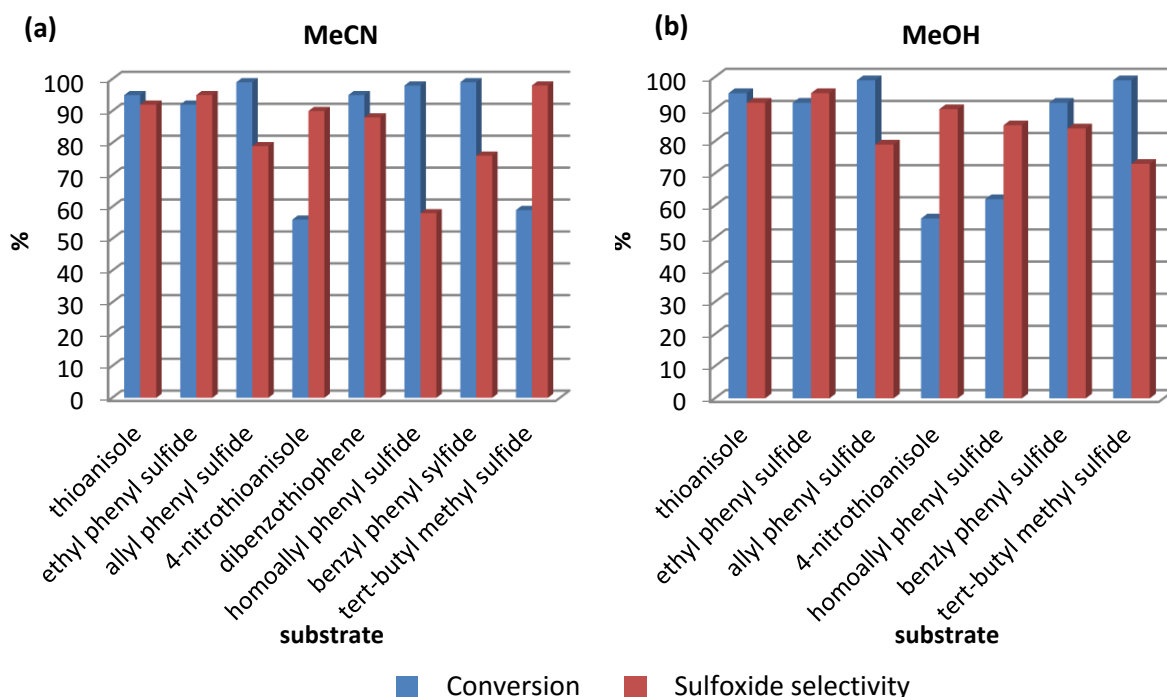 (a)
MeCN
100
90
80
70
60
50
40
30
20
10
0
%
thioanisole
ethyl phenyl sulfide
allyl phenyl sulfide
4-nitrothioanisole
dibenzothiophene
homoallyl phenyl sulfide
benzyl phenyl sylfide
tert-butyl methyl sulfide
substrate
(b)
MeOH
100
90
80
70
60
50
40
30
20
10
0
%
thioanisole
ethyl phenyl sulfide
allyl phenyl sulfide
4-nitrothioanisole
homoallyl phenyl sulfide
benzly phenyl sulfide
tert-butyl methyl sulfide
substrate
Conversion
Sulfoxide selectivity